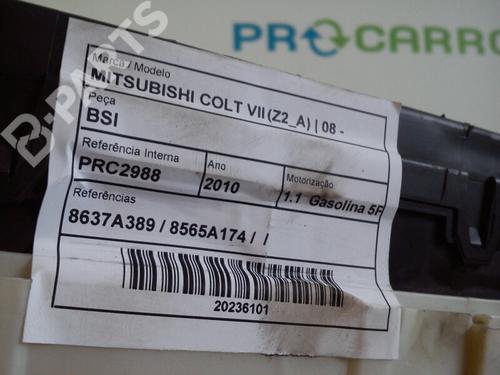 PROCARRO
B-PARTS
Marca / Modelo
MITSUBISHI COLT VII (Z2_A) | 08 -
Peça
BSI
Referência Interna
PRC2988
Ano
2010
Motorização
1.1 Gasolina 5P
Referências
8637A389 / 8565A174 / /
20236101